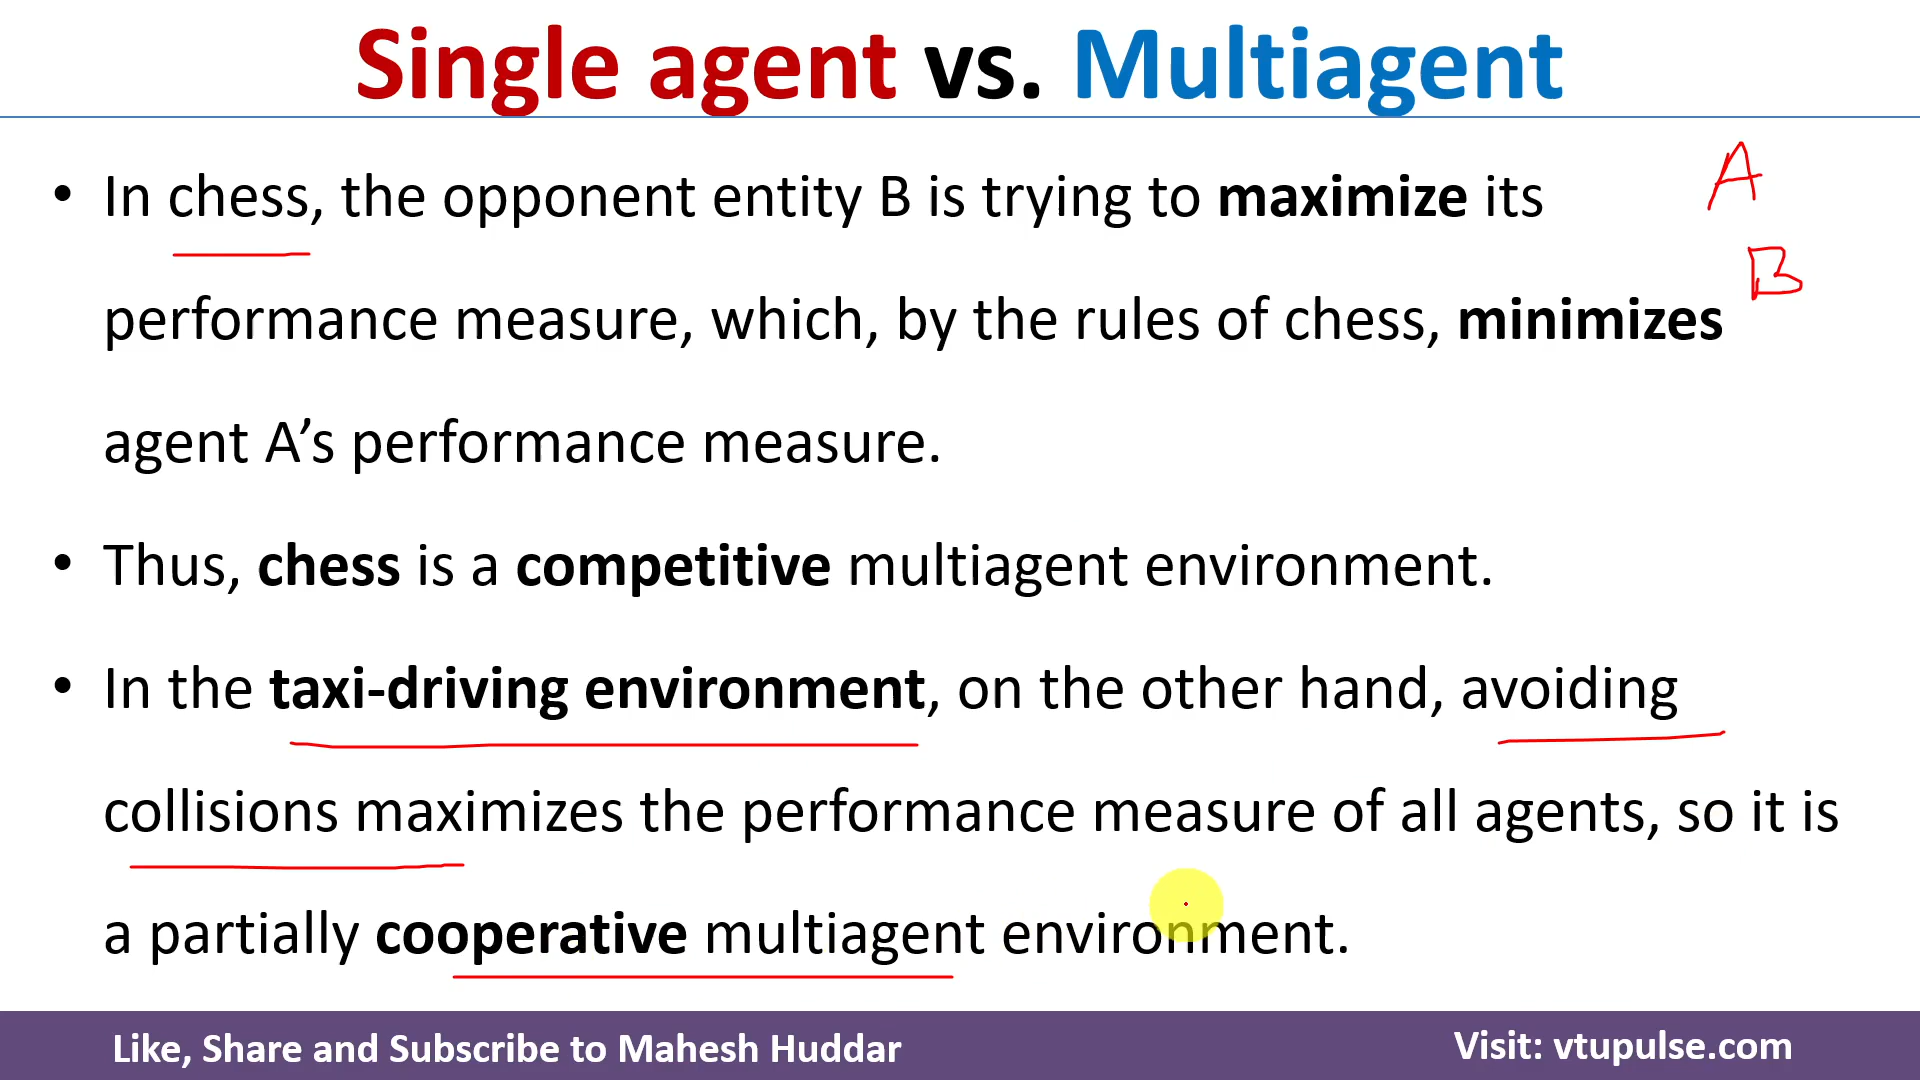 Single agent vs. Multiagent
• In chess, the opponent entity B is trying to maximize its
A
B
performance measure, which, by the rules of chess, minimizes
agent A’s performance measure.
• Thus, chess is a competitive multiagent environment.
• In the taxi-driving environment, on the other hand, avoiding
collisions maximizes the performance measure of all agents, so it is
a partially cooperative multiagent environment.
Like, Share and Subscribe to Mahesh Huddar
Visit: vtupulse.com